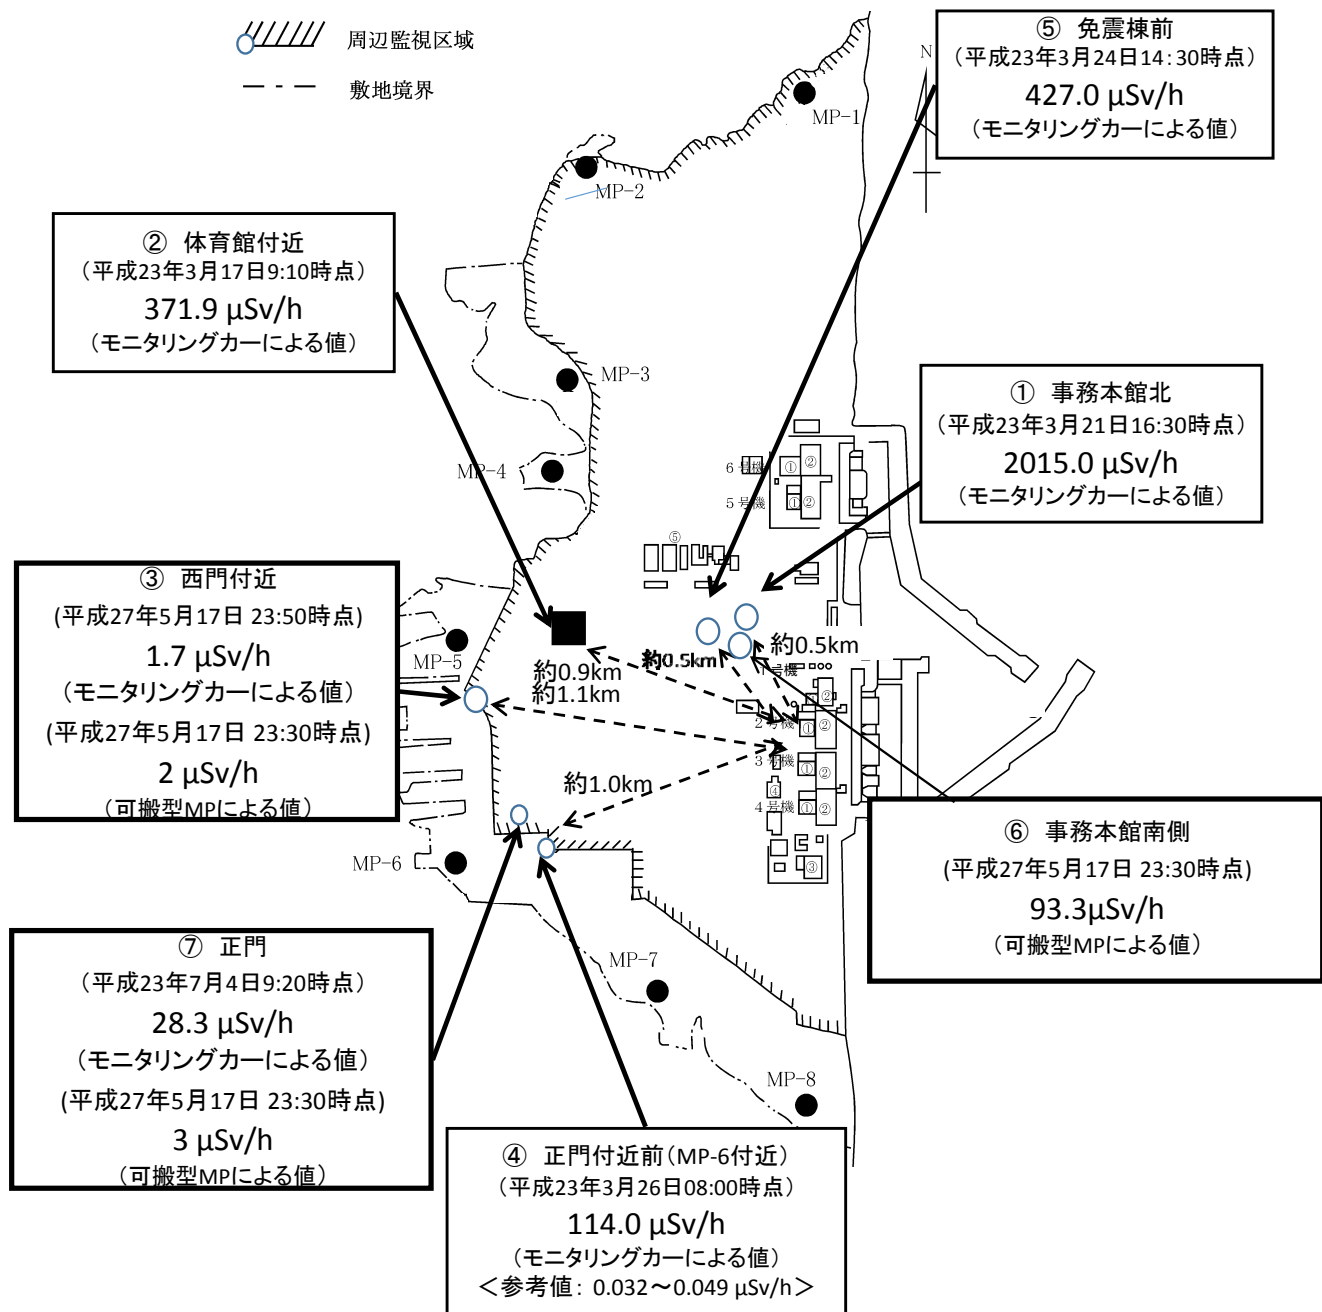 周辺監視区域
敷地境界
⑤ 免震棟前
（平成23年3月24日14：30時点）
427.0 μSv/h
（モニタリングカーによる値）
N
MP-1
MP-2
② 体育館付近
（平成23年3月17日9:10時点）
371.9 μSv/h
（モニタリングカーによる値）
MP-3
① 事務本館北
（平成23年3月21日16:30時点）
2015.0 μSv/h
（モニタリングカーによる値）
MP-4
6号機
①
②
5号機
①
②
⑤
③ 西門付近
(平成27年5月17日 23:50時点)
1.7 μSv/h
（モニタリングカーによる値）
(平成27年5月17日 23:30時点)
2 μSv/h
（可搬型MPによる値）
MP-5
約0.9km
約1.1km
約0.5km
約0.5km
1号機
②
2号機
①
②
3号機
①
②
④
4号機
①
②
③
約1.0km
MP-6
⑥ 事務本館南側
(平成27年5月17日 23:30時点)
93.3μSv/h
（可搬型MPによる値）
⑦ 正門
（平成23年7月4日9:20時点）
28.3 μSv/h
（モニタリングカーによる値）
(平成27年5月17日 23:30時点)
3 μSv/h
（可搬型MPによる値）
MP-7
MP-8
④ 正門付近前（MP-6付近）
（平成23年3月26日08:00時点）
114.0 μSv/h
（モニタリングカーによる値）
＜参考値： 0.032～0.049 μSv/h＞